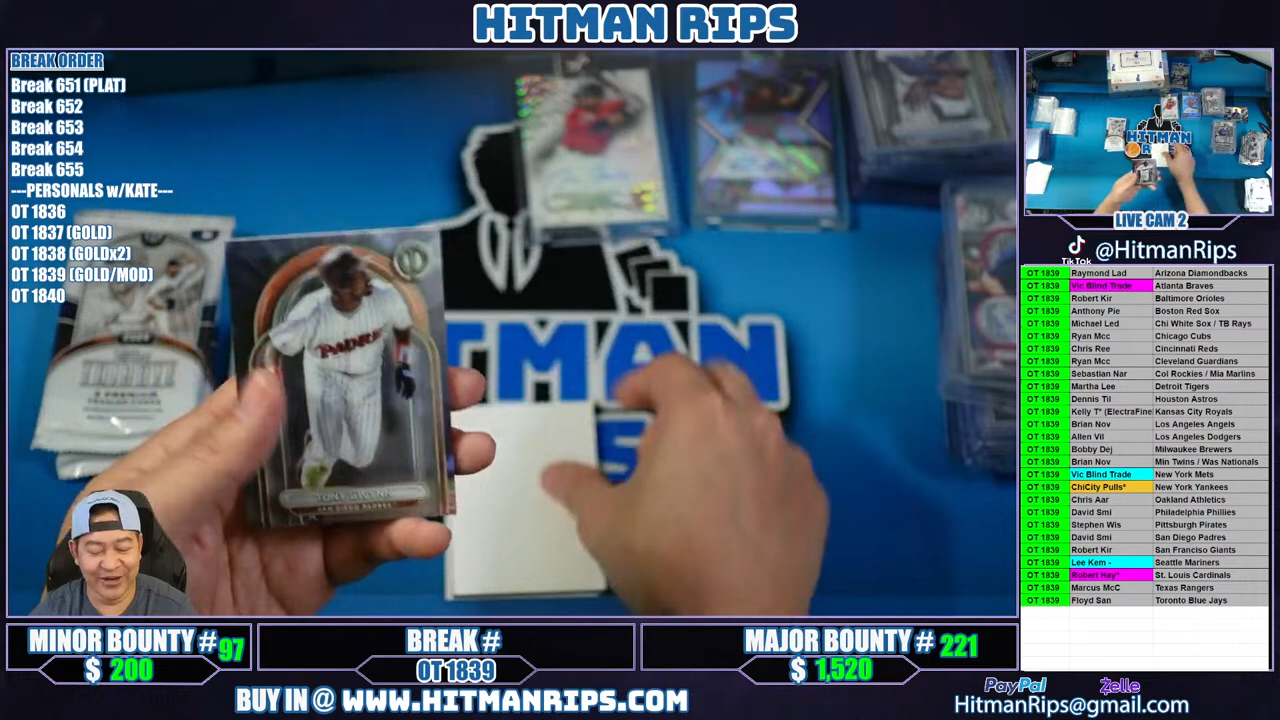 HITMAN RIPS
BREAK ORDER
Break 651 (PLAT)
Break 652
Break 653
Break 654
Break 655
---PERSONALS w/KATE---
OT 1836
OT 1837 (GOLD)
OT 1838 (GOLDx2)
OT 1839 (GOLD/MOD)
OT 1840
PADRES
TONY GWYNN
SAN DIEGO PADRES
HITMAN
HITMAN
LIVE CAM 2
TikTok
@HitmanRips
OT 1839 Raymond Lad Arizona Diamondbacks
OT 1839 Vic Blind Trade Atlanta Braves
OT 1839 Robert Kir Baltimore Orioles
OT 1839 Anthony Pie Boston Red Sox
OT 1839 Michael Led Chi White Sox / TB Rays
OT 1839 Ryan Mcc Chicago Cubs
OT 1839 Chris Ree Cincinnati Reds
OT 1839 Ryan Mcc Cleveland Guardians
OT 1839 Sebastian Nar Col Rockies / Mia Marlins
OT 1839 Martha Lee Detroit Tigers
OT 1839 Dennis Til Houston Astros
OT 1839 Kelly T* (ElectraFine Kansas City Royals
OT 1839 Brian Nov Los Angeles Angels
OT 1839 Allen Vil Los Angeles Dodgers
OT 1839 Bobby Dej Milwaukee Brewers
OT 1839 Brian Nov Min Twins / Was Nationals
OT 1839 Vic Blind Trade New York Mets
OT 1839 ChiCity Pulls* New York Yankees
OT 1839 Chris Aar Oakland Athletics
OT 1839 David Smi Philadelphia Phillies
OT 1839 Stephen Wis Pittsburgh Pirates
OT 1839 David Smi San Diego Padres
OT 1839 Robert Kir San Franciso Giants
OT 1839 Lee Kem - Seattle Mariners
OT 1839 Robert Hay* St. Louis Cardinals
OT 1839 Marcus McC Texas Rangers
OT 1839 Floyd San Toronto Blue Jays
MINOR BOUNTY # 97
$ 200
BREAK #
OT 1839
MAJOR BOUNTY # 221
$ 1,520
BUY IN @ WWW.HITMANRIPS.COM
PayPal Zelle
HitmanRips@gmail.com